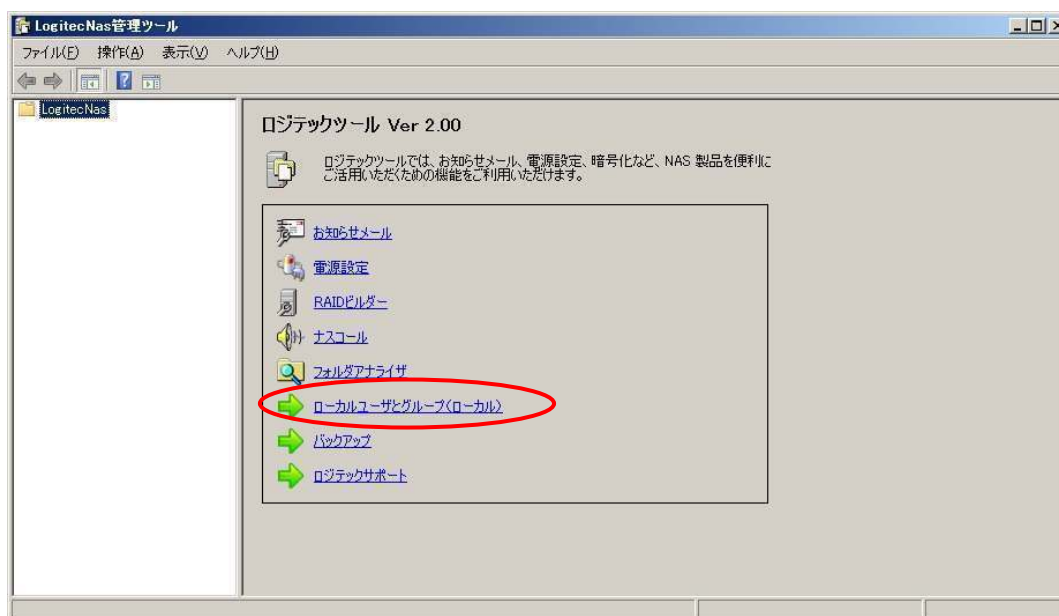 LogitecNas管理ツール
ファイル(F) 操作(A) 表示(V) ヘルプ(H)
LogitecNas
ロジテックツール Ver 2.00
ロジテックツールでは、お知らせメール、電源設定、暗号化など、NAS 製品を便利に
ご活用いただくための機能をご利用いただけます。
お知らせメール
電源設定
RAIDビルダー
ナスコール
フォルダアナライザ
ローカルユーザとグループ(ローカル)
バックアップ
ロジテックサポート